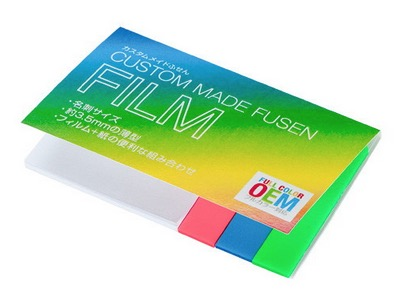 カスタムメイドふせん
CUSTOM MADE FUSEN
FILM
・名刺サイズ
・約3.5mmの薄型
・フィルム+紙の便利な組み合わせ
FULL COLOR
OEM